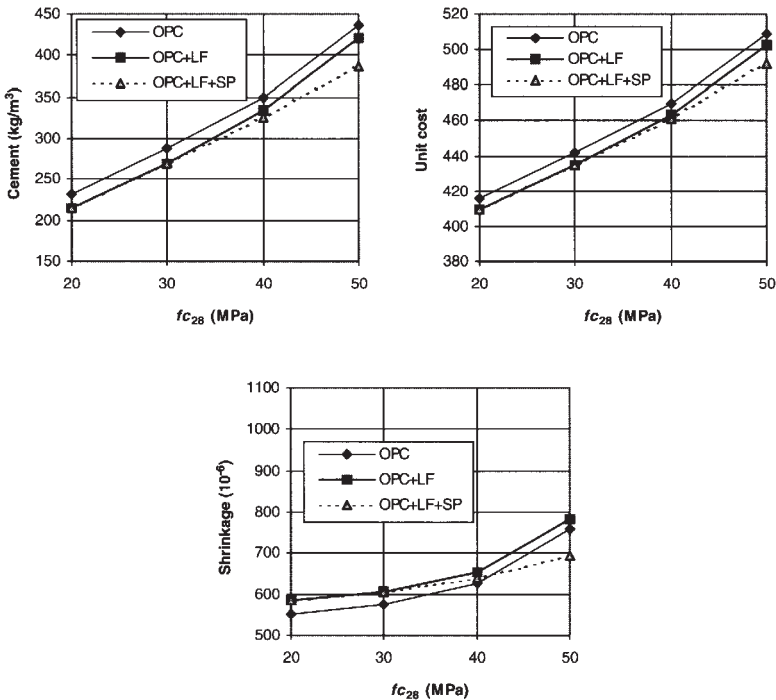 450
400
350
300
250
200
150
Cement (kg/m³)
OPC
OPC+LF
OPC+LF+SP
20 30 40 50
fc₂₈ (MPa)
520
500
480
460
440
420
400
380
Unit cost
OPC
OPC+LF
OPC+LF+SP
20 30 40 50
fc₂₈ (MPa)
1100
1000
900
800
700
600
500
Shrinkage (10⁻⁶)
OPC
OPC+LF
OPC+LF+SP
20 30 40 50
fc₂₈ (MPa)